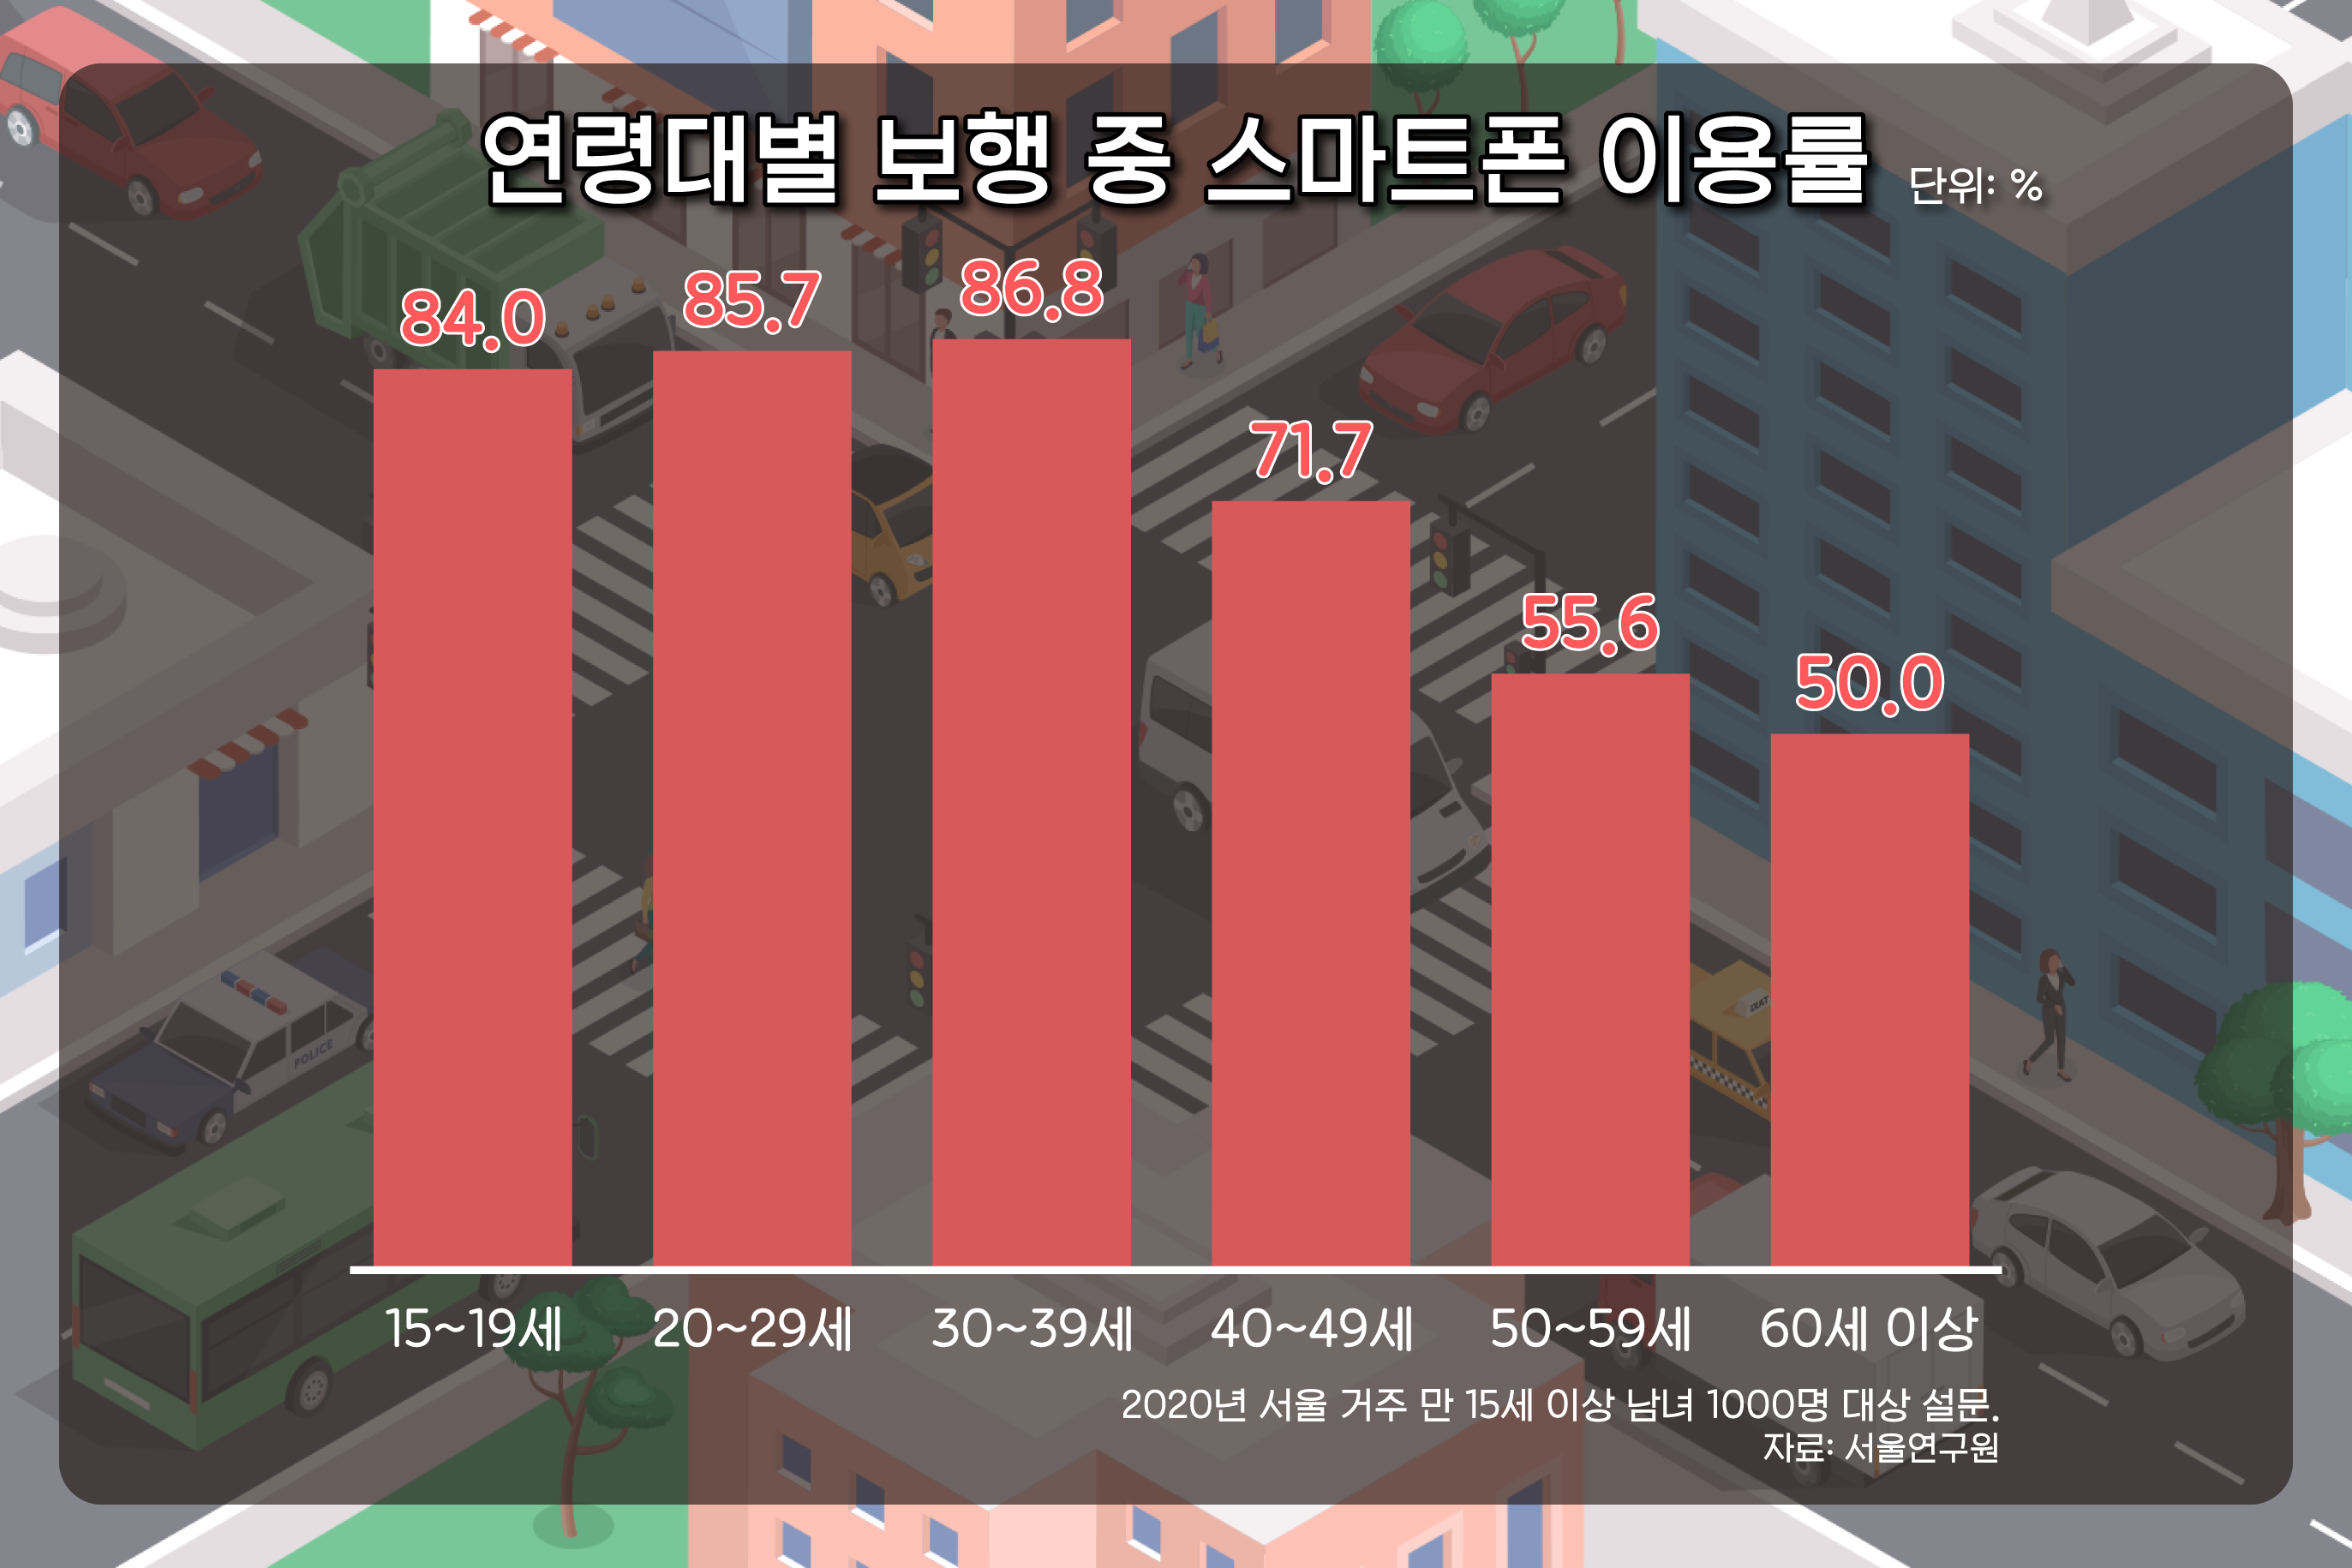 연령대별 보행 중 스마트폰 이용률 단위: %
84.0 85.7 86.8 71.7 55.6 50.0
POLICE
TAXI
15~19세 20~29세 30~39세 40~49세 50~59세 60세 이상
2020년 서울 거주 만 15세 이상 남녀 1000명 대상 설문.
자료: 서울연구원